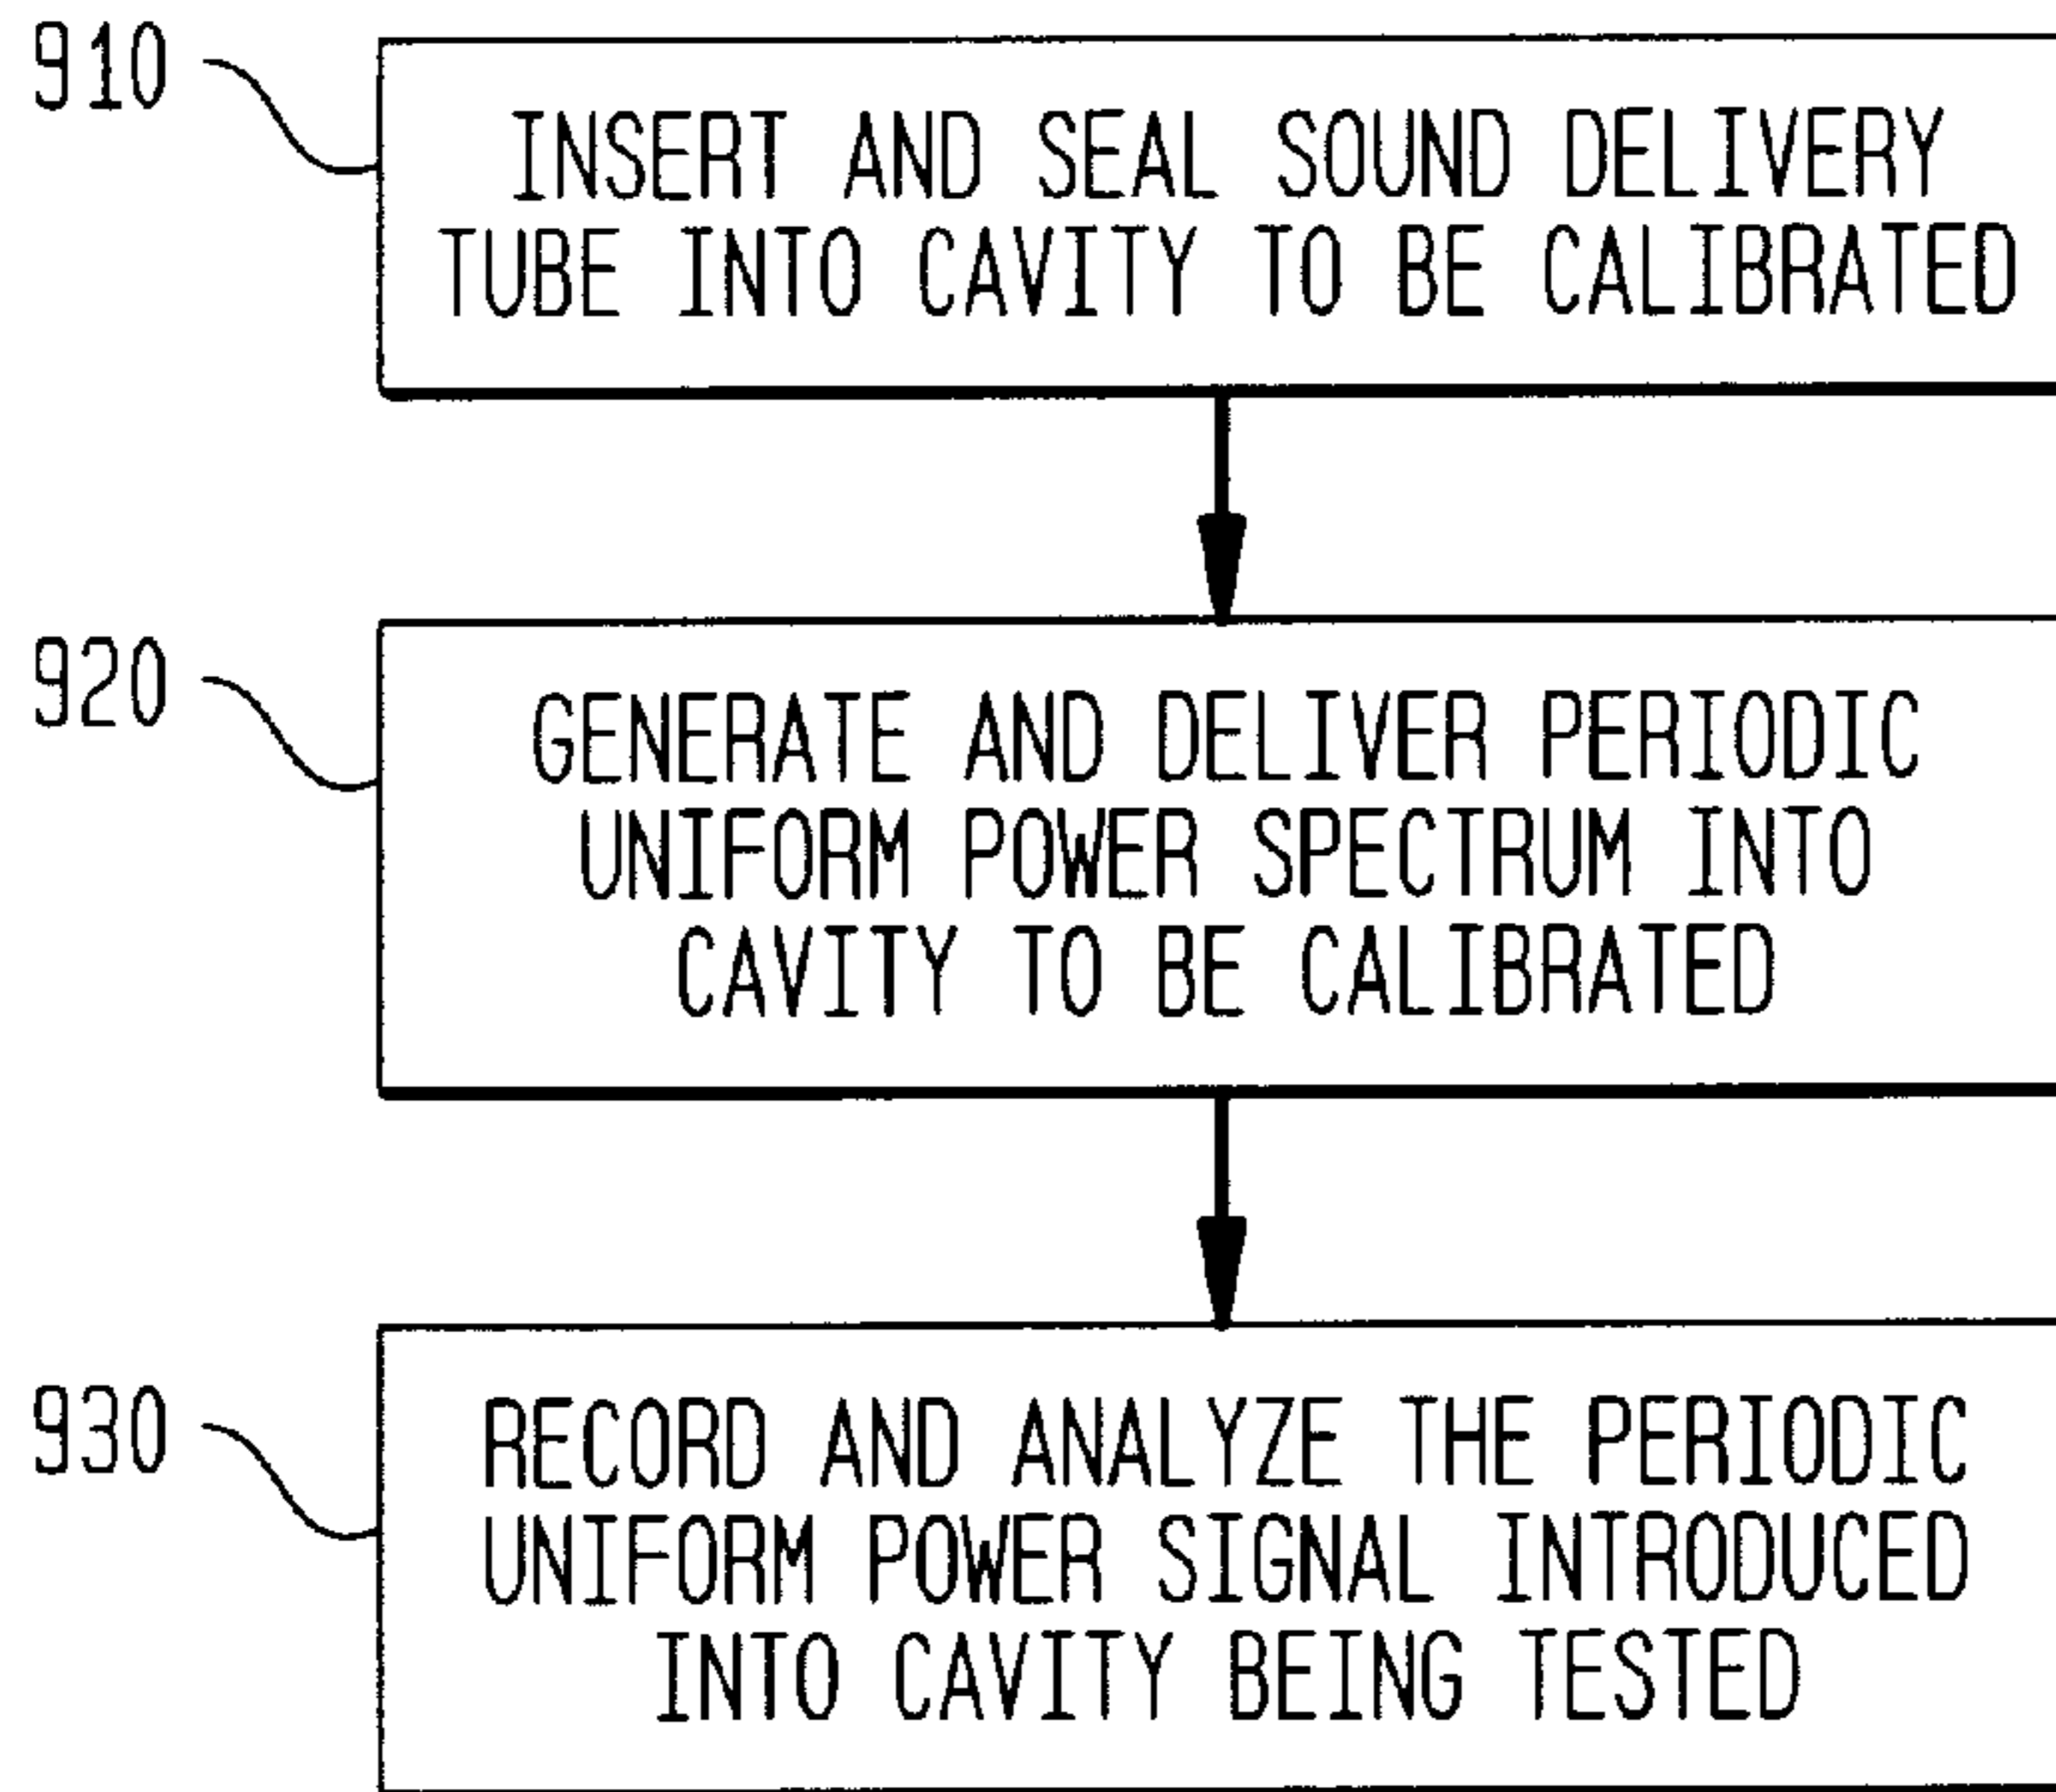 910
INSERT AND SEAL SOUND DELIVERY
TUBE INTO CAVITY TO BE CALIBRATED
920
GENERATE AND DELIVER PERIODIC
UNIFORM POWER SPECTRUM INTO
CAVITY TO BE CALIBRATED
930
RECORD AND ANALYZE THE PERIODIC
UNIFORM POWER SIGNAL INTRODUCED
INTO CAVITY BEING TESTED